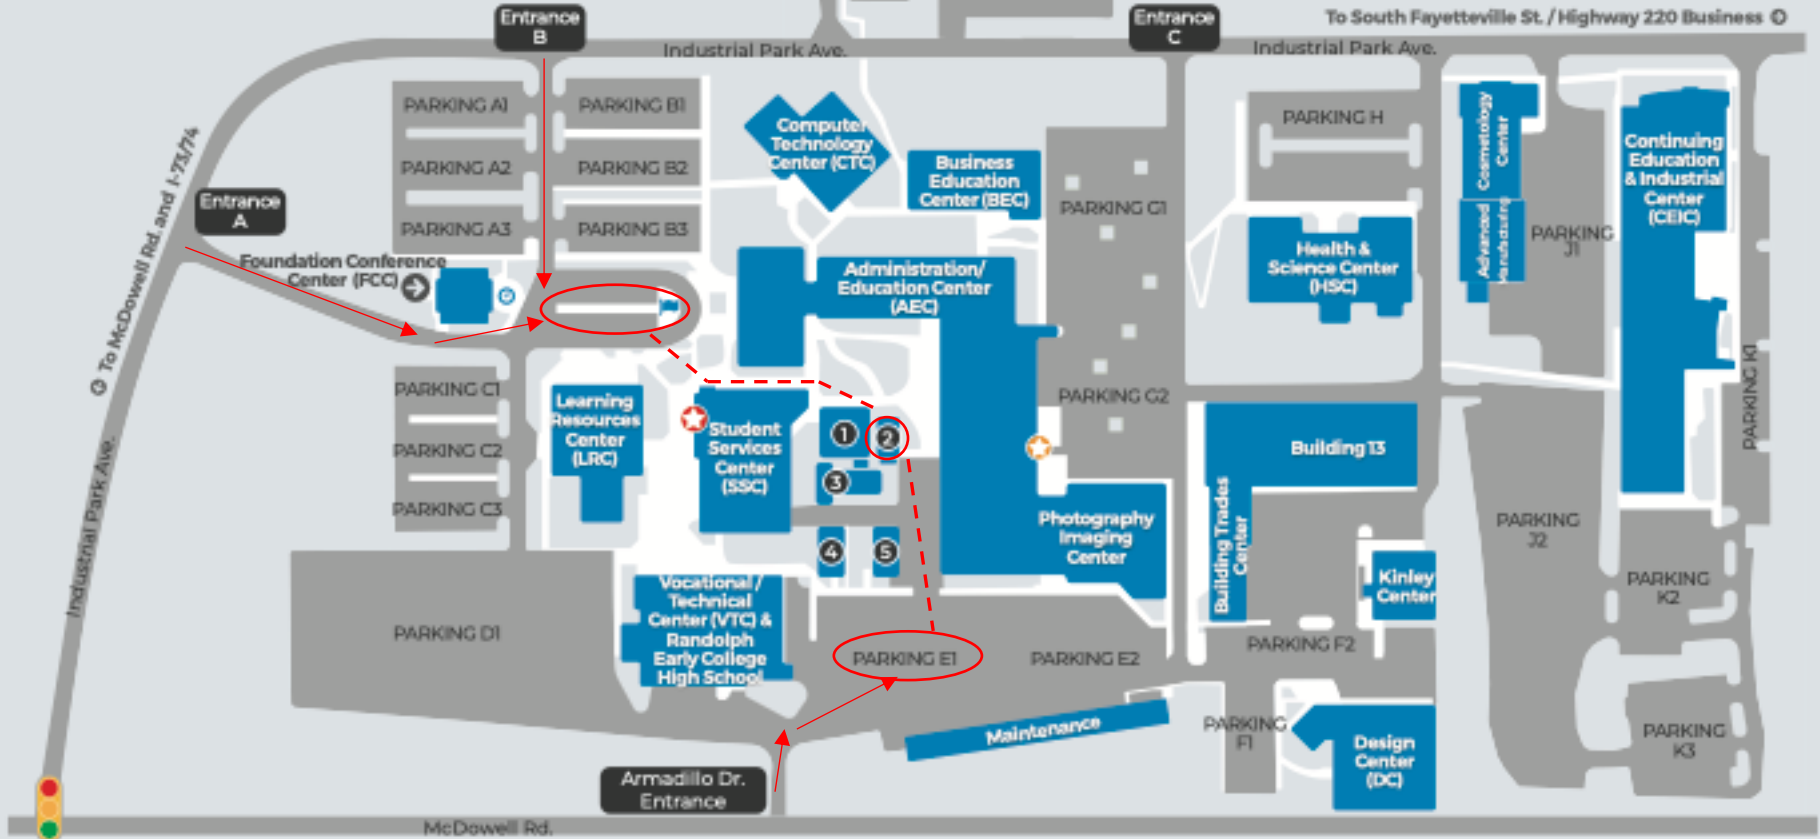 Entrance
B
Entrance
C
To South Fayetteville St. / Highway 220 Business
Industrial Park Ave.
Industrial Park Ave.
PARKING A1
PARKING B1
PARKING A2
PARKING B2
PARKING A3
PARKING B3
To McDowell Rd. and I-73/74
Entrance
A
Foundation Conference
Center (FCC)
Computer
Technology
Center (CTC)
Business
Education
Center (BEC)
PARKING G1
PARKING H
Cosmetology
Center
Advanced
Manufacturing
PARKING
J1
Continuing
Education
& Industrial
Center
(CEIC)
Health &
Science Center
(HSC)
Administration/
Education Center
(AEC)
PARKING C1
PARKING C2
PARKING C3
Learning
Resources
Center
(LRC)
Student
Services
Center
(SSC)
1
2
3
4
5
PARKING G2
Building 13
PARKING K1
Photography
Imaging
Center
Building Trades
Center
PARKING
J2
Kinley
Center
PARKING
K2
Industrial Park Ave.
PARKING D1
Vocational /
Technical
Center (VTC) &
Randolph
Early College
High School
PARKING E1
PARKING E2
PARKING F2
Maintenance
PARKING
F1
Design
Center
(DC)
PARKING
K3
Armadillo Dr.
Entrance
McDowell Rd.